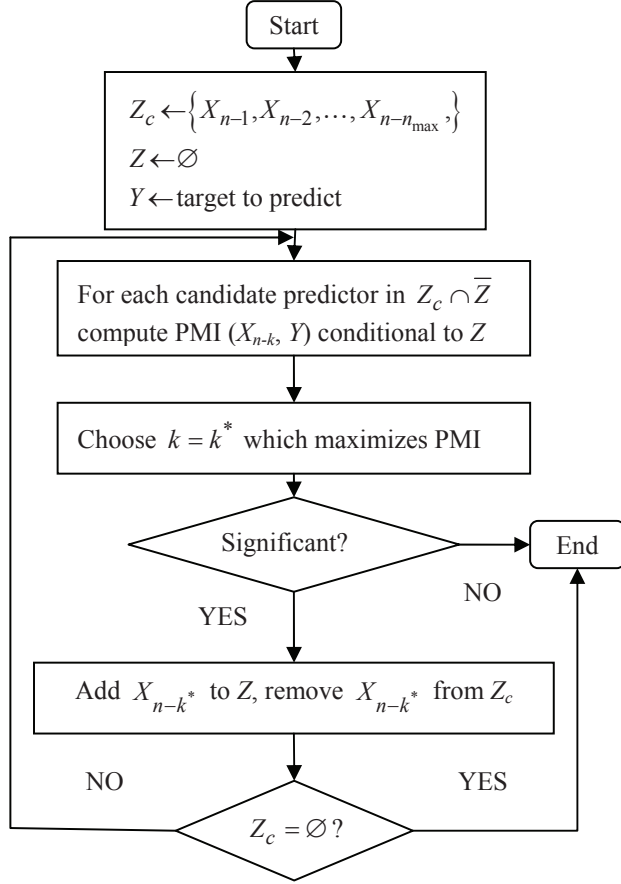 Start
Z_c ← {X_{n−1}, X_{n−2}, …, X_{n−n_max},}
Z ← ∅
Y ← target to predict
For each candidate predictor in Z_c ∩ Z̅
compute PMI (X_{n-k}, Y) conditional to Z
Choose k = k* which maximizes PMI
Significant?
End
NO
YES
Add X_{n−k*} to Z, remove X_{n−k*} from Z_c
NO
YES
Z_c = ∅ ?